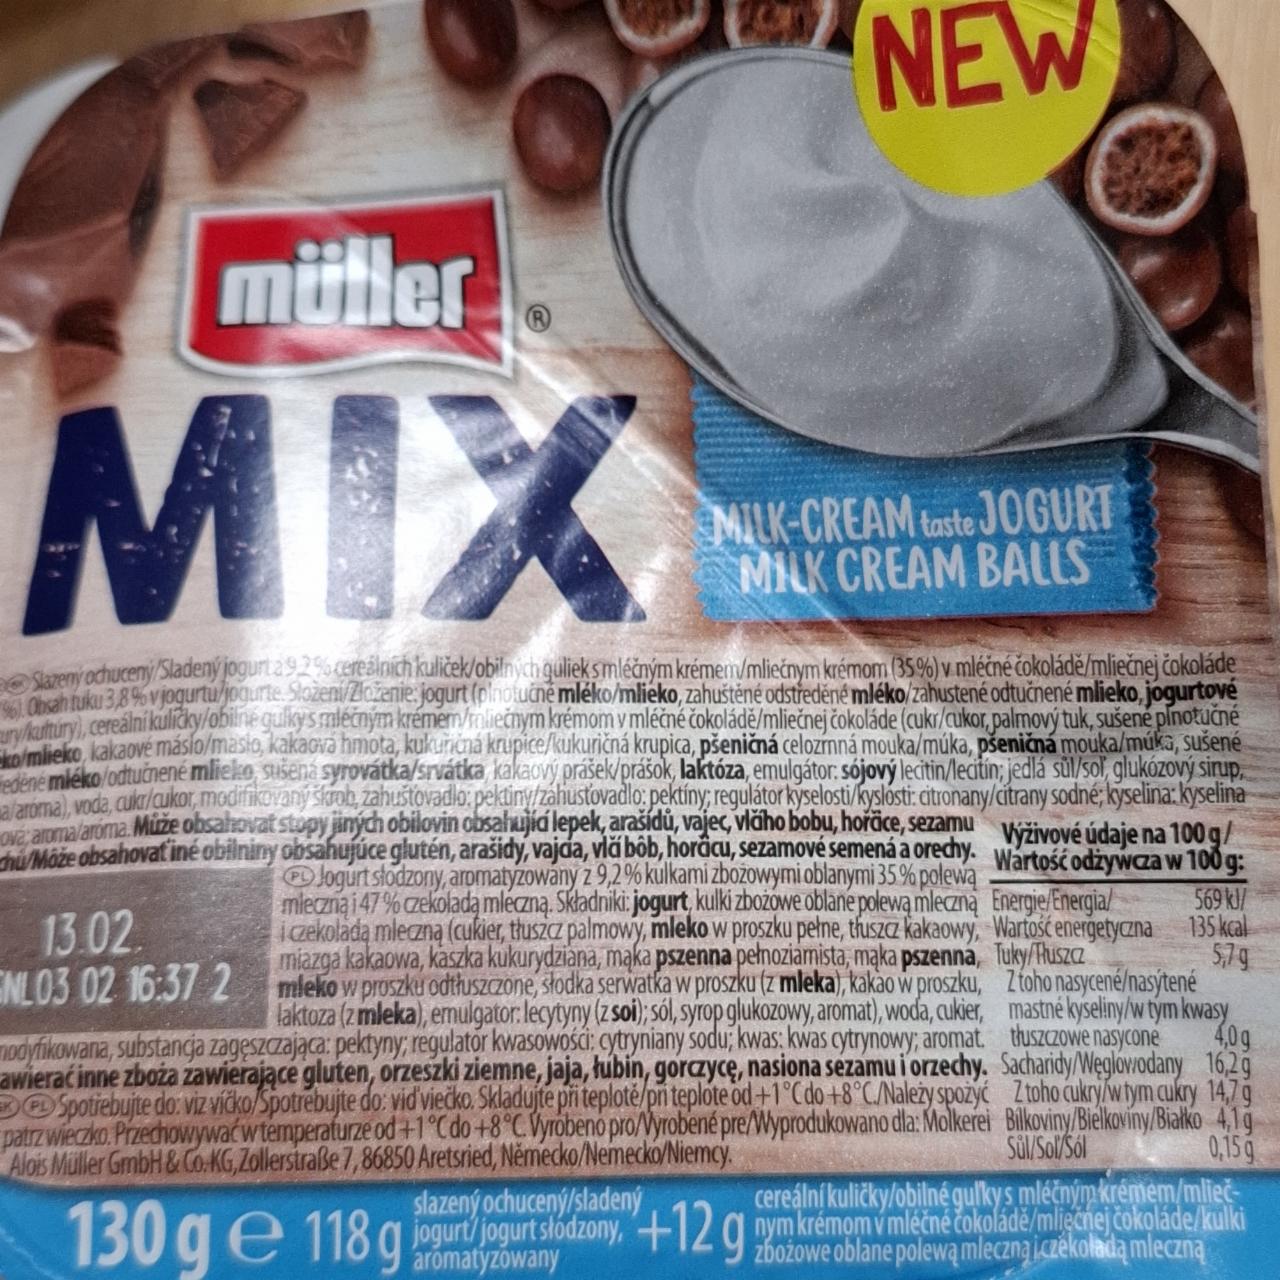 NEW
müller ®
MIX
MILK-CREAM taste JOGURT
MILK CREAM BALLS
Slazený ochucený/Sladený jogurt a 9,2 % cereálních kuliček/obilných guliek s mléčným krémem/mliečnym krémom (35 %) v mléčné čokoládě/mliečnej čokoláde
%). Obsah tuku 3,8 % v jogurtu/jogurte. Složení/Zloženie: jogurt (plnotučné mléko/mlieko, zahuštěné odstředěné mléko/zahustené odtučnené mlieko, jogurtové
ury/kultúry), cereální kuličky/obilné guľky s mléčným krémem/mliečnym krémom v mléčné čokoládě/mliečnej čokoláde (cukr/cukor, palmový tuk, sušené plnotučné
ko/mlieko, kakaové máslo/maslo, kakaová hmota, kukuřičná krupice/kukuričná krupica, pšeničná celozrnná mouka/múka, pšeničná mouka/múka, sušené
ředěné mléko/odtučnené mlieko, sušená syrovátka/srvátka, kakaový prášek/prášok, laktóza, emulgátor: sójový lecitin/lecitín; jedlá sůl/soľ, glukózový sirup,
a/aróma), voda, cukr/cukor, modifikovaný škrob, zahušťovadlo: pektiny/zahusťovadlo: pektíny; regulátor kyselosti/kyslosti: citronany/citrany sodné; kyselina: kyselina
ová; aroma/aróma. Může obsahovat stopy jiných obilovin obsahující lepek, arašídů, vajec, vlčího bobu, hořčice, sezamu
chů/Môže obsahovať iné obilniny obsahujúce glutén, arašidy, vajcia, vlčí bôb, horčicu, sezamové semená a orechy.
PL Jogurt słodzony, aromatyzowany z 9,2 % kulkami zbożowymi oblanymi 35 % polewą
mleczną i 47 % czekoladą mleczną. Składniki: jogurt, kulki zbożowe oblane polewą mleczną
i czekoladą mleczną (cukier, tłuszcz palmowy, mleko w proszku pełne, tłuszcz kakaowy,
miazga kakaowa, kaszka kukurydziana, mąka pszenna pełnoziarnista, mąka pszenna,
mleko w proszku odtłuszczone, słodka serwatka w proszku (z mleka), kakao w proszku,
laktoza (z mleka), emulgator: lecytyny (z soi); sól, syrop glukozowy, aromat), woda, cukier,
modyfikowana, substancja zagęszczająca: pektyny; regulator kwasowości: cytryniany sodu; kwas: kwas cytrynowy; aromat.
awierać inne zboża zawierające gluten, orzeszki ziemne, jaja, łubin, gorczycę, nasiona sezamu i orzechy.
SK PL Spotřebujte do: viz víčko/Spotrebujte do: viď viečko. Skladujte při teplotě/pri teplote od +1 °C do +8 °C./Należy spożyć
patrz wieczko. Przechowywać w temperaturze od +1 °C do +8 °C. Vyrobeno pro/Vyrobené pre/Wyprodukowano dla: Molkerei
Alois Müller GmbH & Co. KG, Zollerstraße 7, 86850 Aretsried, Německo/Nemecko/Niemcy.
13.02.
GNL03 02 16:37 2
Výživové údaje na 100 g/
Wartość odżywcza w 100 g:
Energie/Energia/ 569 kJ/
Wartość energetyczna 135 kcal
Tuky/Tłuszcz 5,7 g
Z toho nasycené/nasýtené
mastné kyseliny/w tym kwasy
tłuszczowe nasycone 4,0 g
Sacharidy/Węglowodany 16,2 g
Z toho cukry/w tym cukry 14,7 g
Bílkoviny/Bielkoviny/Białko 4,1 g
Sůl/Soľ/Sól 0,15 g
130 g e 118 g slazený ochucený/sladený
jogurt/jogurt słodzony,
aromatyzowany
+12 g cereální kuličky/obilné guľky s mléčným krémem/mlieč-
nym krémom v mléčné čokoládě/mliečnej čokoláde/kulki
zbożowe oblane polewą mleczną i czekoladą mleczną